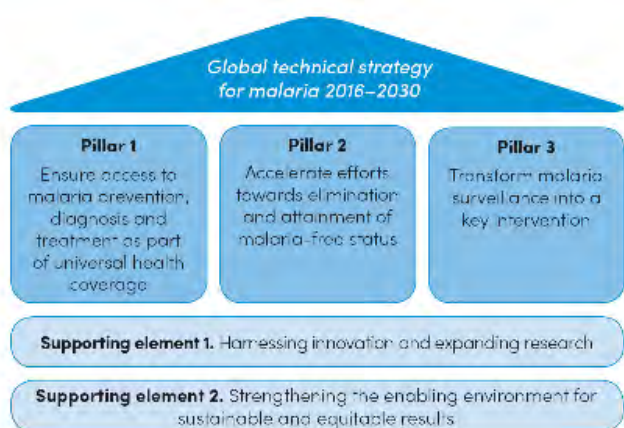 Global technical strategy
for malaria 2016–2030
Pillar 1
Ensure access to
malaria prevention,
diagnosis and
treatment as part
of universal health
coverage
Pillar 2
Accelerate efforts
towards elimination
and attainment of
malaria-free status
Pillar 3
Transform malaria
surveillance into a
key intervention
Supporting element 1. Harnessing innovation and expanding research
Supporting element 2. Strengthening the enabling environment for
sustainable and equitable results